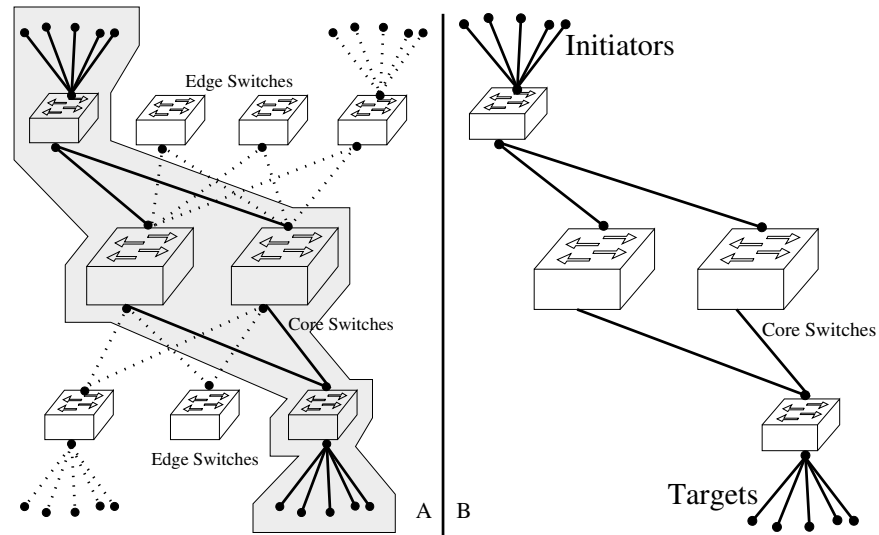 Edge Switches
Core Switches
Edge Switches
A
B
Initiators
Core Switches
Targets